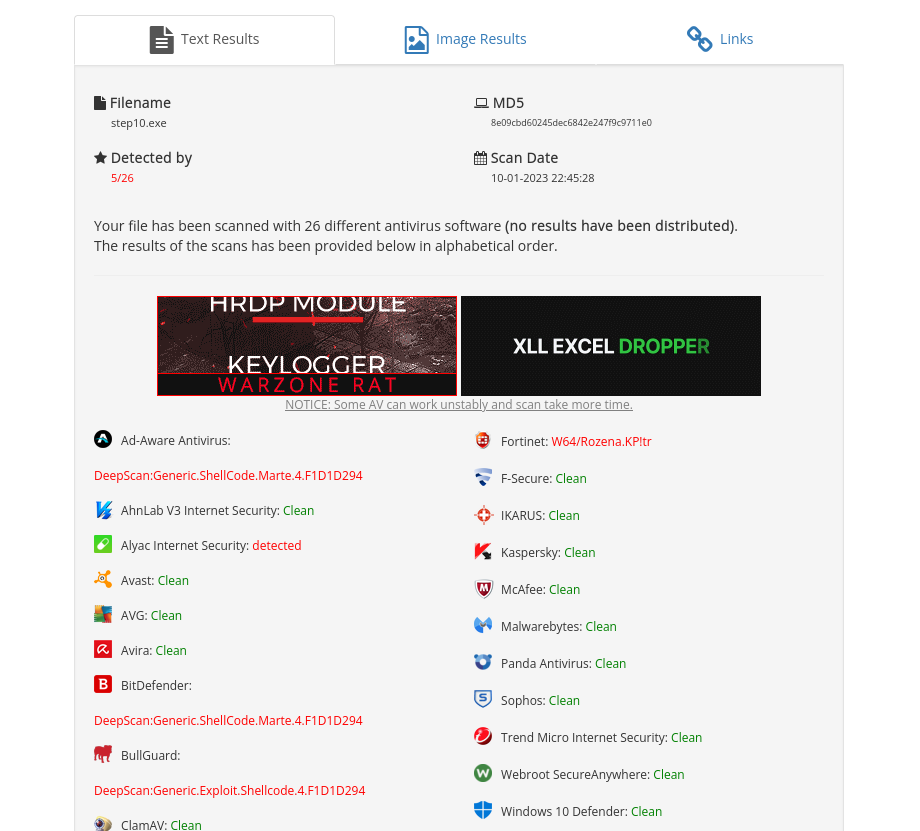 Text Results
Image Results
Links
Filename
step10.exe
MD5
8e09cbd60245dec6842e247f9c9711e0
Detected by
5/26
Scan Date
10-01-2023 22:45:28
Your file has been scanned with 26 different antivirus software (no results have been distributed).
The results of the scans has been provided below in alphabetical order.
HRDP MODULE
KEYLOGGER
WARZONE RAT
XLL EXCEL DROPPER
NOTICE: Some AV can work unstably and scan take more time.
Ad-Aware Antivirus:
DeepScan:Generic.ShellCode.Marte.4.F1D1D294
AhnLab V3 Internet Security: Clean
Alyac Internet Security: detected
Avast: Clean
AVG: Clean
Avira: Clean
BitDefender:
DeepScan:Generic.ShellCode.Marte.4.F1D1D294
BullGuard:
DeepScan:Generic.Exploit.Shellcode.4.F1D1D294
ClamAV: Clean
Fortinet: W64/Rozena.KP!tr
F-Secure: Clean
IKARUS: Clean
Kaspersky: Clean
McAfee: Clean
Malwarebytes: Clean
Panda Antivirus: Clean
Sophos: Clean
Trend Micro Internet Security: Clean
Webroot SecureAnywhere: Clean
Windows 10 Defender: Clean